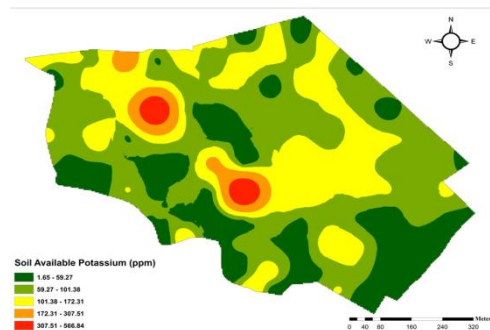 N
W E
S
Soil Available Potassium (ppm)
1.65 - 59.27
59.27 - 101.38
101.38 - 172.31
172.31 - 307.51
307.51 - 566.84
0 40 80 160 240 320
Meters